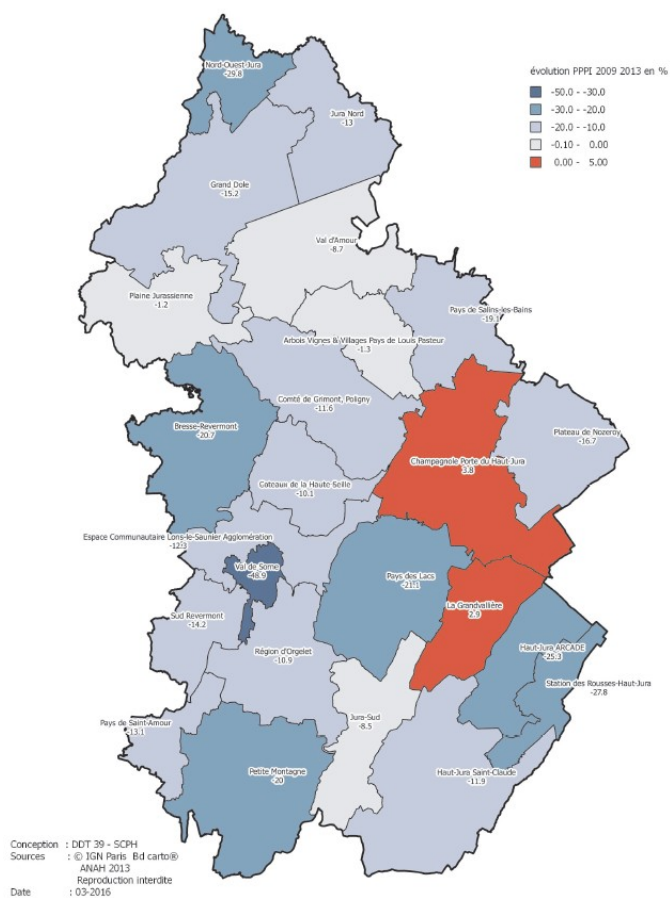 évolution PPPI 2009 2013 en %
-50.0 - -30.0
-30.0 - -20.0
-20.0 - -10.0
-0.10 - 0.00
0.00 - 5.00
Nord-Ouest-Jura
-29.8
Jura Nord
-13
Grand Dole
-15.2
Val d'Amour
-8.7
Plaine Jurassienne
-1.2
Pays de Salins-les-Bains
-19.1
Arbois Vignes & Villages Pays de Louis Pasteur
-1.3
Comté de Grimont, Poligny
-11.6
Bresse-Revermont
-20.7
Plateau de Nozeroy
-16.7
Champagnole Porte du Haut-Jura
3.8
Coteaux de la Haute Seille
-10.1
Espace Communautaire Lons-le-Saunier Agglomération
-12.3
Val de Sorne
-48.9
Pays des Lacs
-21.1
La Grandvallière
2.9
Sud Revermont
-14.2
Région d'Orgelet
-10.9
Haut-Jura ARCADE
-25.3
Station des Rousses-Haut-Jura
-27.8
Pays de Saint-Amour
-13.1
Jura-Sud
-8.5
Petite Montagne
-20
Haut-Jura Saint-Claude
-11.9
Conception : DDT 39 - SCPH
Sources : © IGN Paris Bd carto®
ANAH 2013
Reproduction interdite
Date : 03-2016